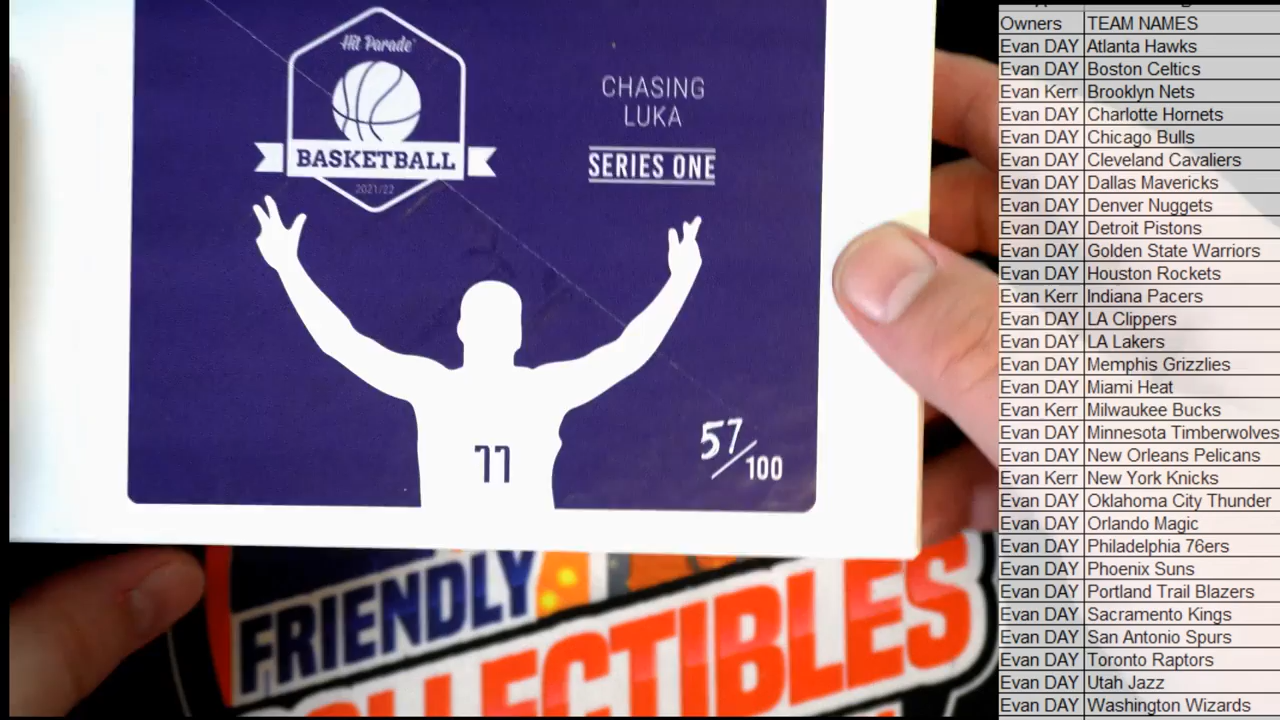 Hit Parade
BASKETBALL
2021/22
CHASING
LUKA
SERIES ONE
77
57/100
FRIENDLY
COLLECTIBLES
Owners TEAM NAMES
Evan DAY Atlanta Hawks
Evan DAY Boston Celtics
Evan Kerr Brooklyn Nets
Evan DAY Charlotte Hornets
Evan DAY Chicago Bulls
Evan DAY Cleveland Cavaliers
Evan DAY Dallas Mavericks
Evan DAY Denver Nuggets
Evan DAY Detroit Pistons
Evan DAY Golden State Warriors
Evan DAY Houston Rockets
Evan Kerr Indiana Pacers
Evan DAY LA Clippers
Evan DAY LA Lakers
Evan DAY Memphis Grizzlies
Evan DAY Miami Heat
Evan Kerr Milwaukee Bucks
Evan DAY Minnesota Timberwolves
Evan DAY New Orleans Pelicans
Evan Kerr New York Knicks
Evan DAY Oklahoma City Thunder
Evan DAY Orlando Magic
Evan DAY Philadelphia 76ers
Evan DAY Phoenix Suns
Evan DAY Portland Trail Blazers
Evan DAY Sacramento Kings
Evan DAY San Antonio Spurs
Evan DAY Toronto Raptors
Evan DAY Utah Jazz
Evan DAY Washington Wizards